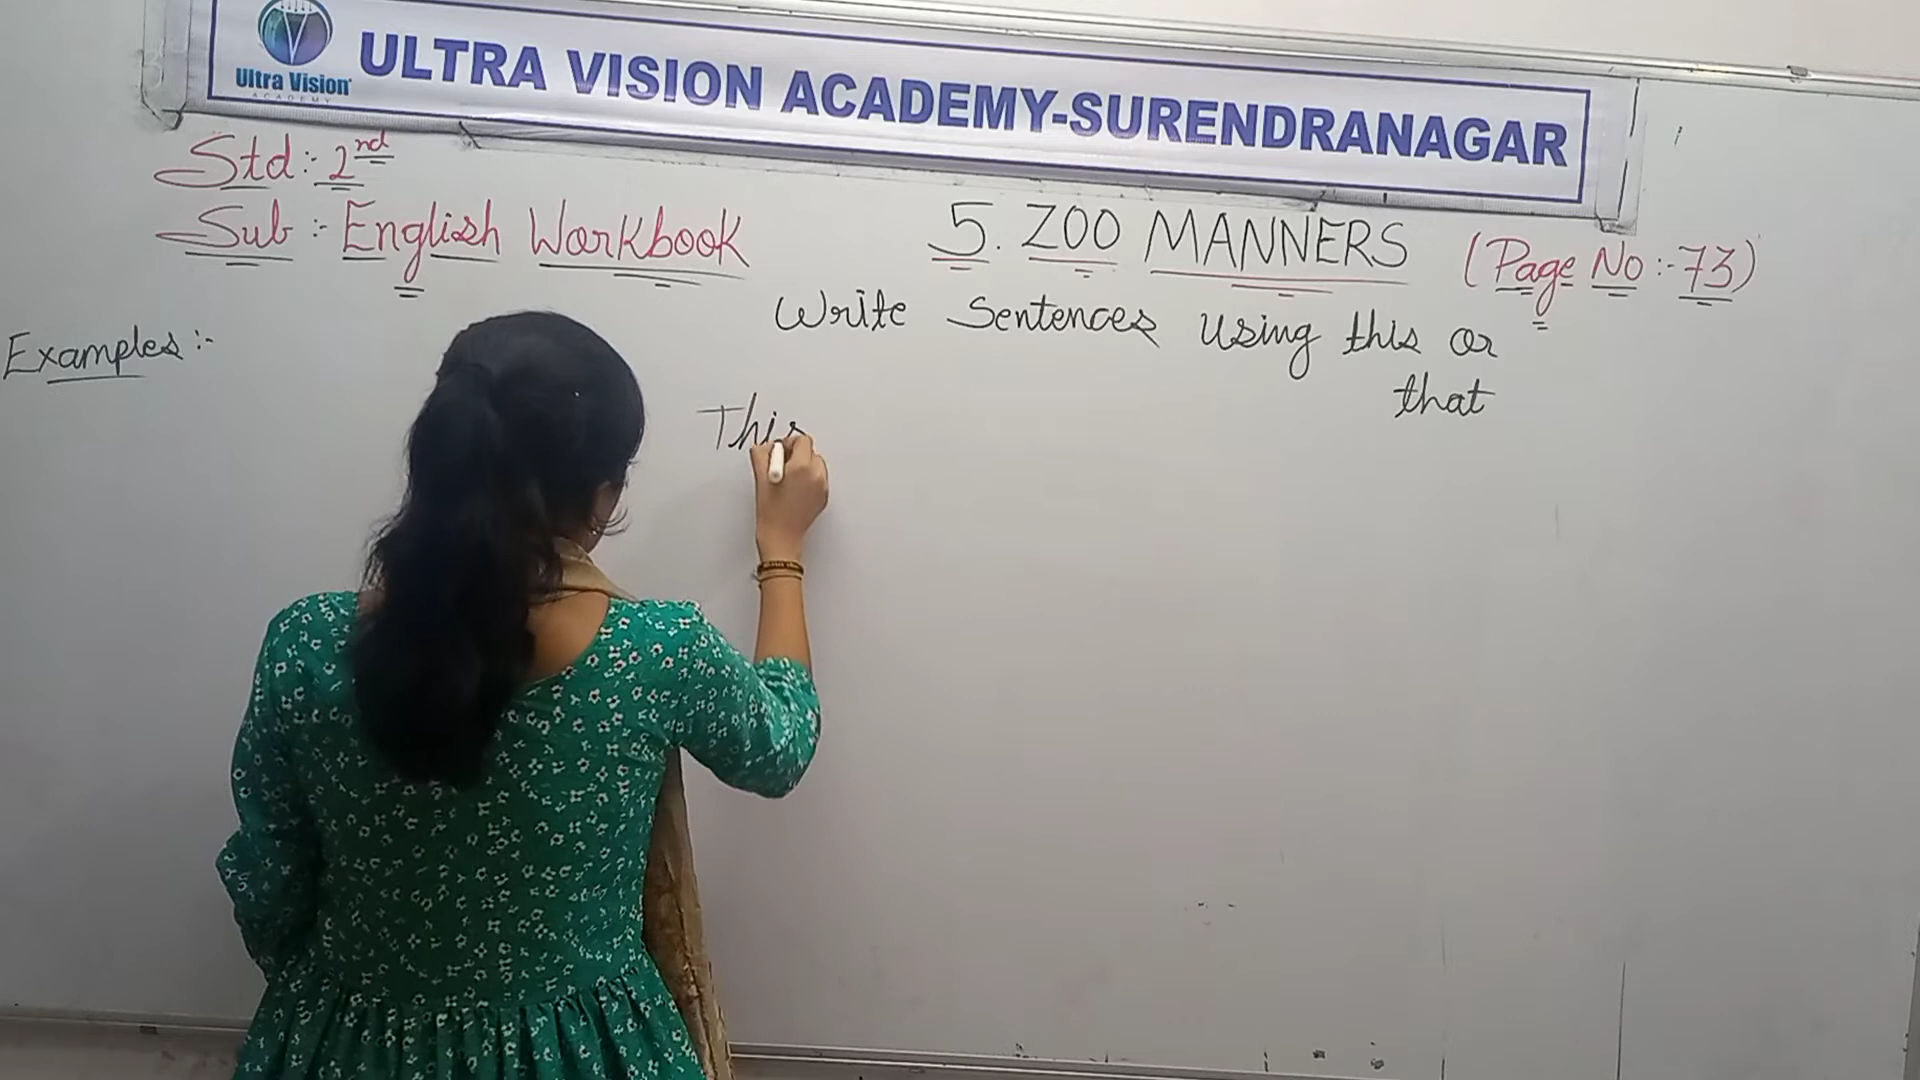 Ultra Vision
ACADEMY
ULTRA VISION ACADEMY-SURENDRANAGAR
Std:- 2nd
Sub:- English Workbook
5. ZOO MANNERS (Page No:-73)
Write Sentences Using this or
that
Examples:-
This